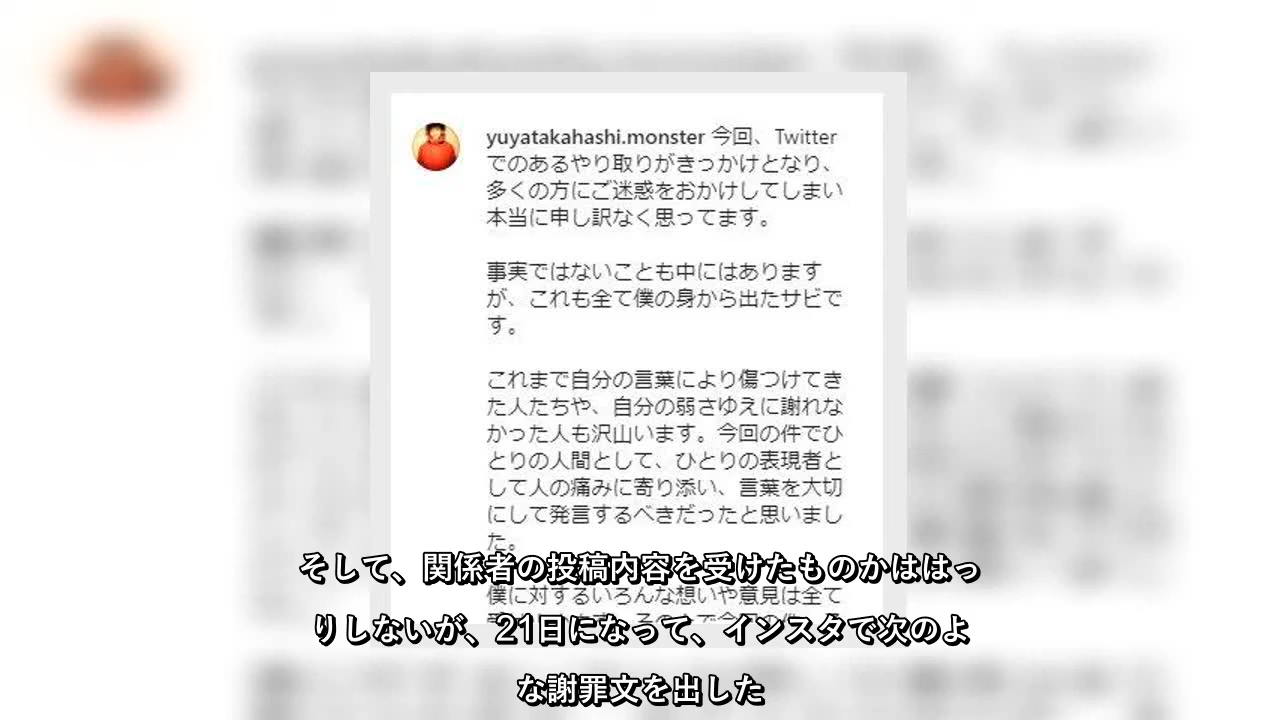 yuyatakahashi.monster 今回、Twitter
でのあるやり取りがきっかけとなり、
多くの方にご迷惑をおかけしてしまい
本当に申し訳なく思ってます。
事実ではないことも中にはあります
が、これも全て僕の身から出たサビで
す。
これまで自分の言葉により傷つけてき
た人たちや、自分の弱さゆえに謝れな
かった人も沢山います。今回の件でひ
とりの人間として、ひとりの表現者と
して人の痛みに寄り添い、言葉を大切
にして発言するべきだったと思いまし
た。
僕に対するいろんな想いや意見は全て
そして、関係者の投稿内容を受けたものかははっ
りしないが、21日になって、インスタで次のよ
な謝罪文を出した